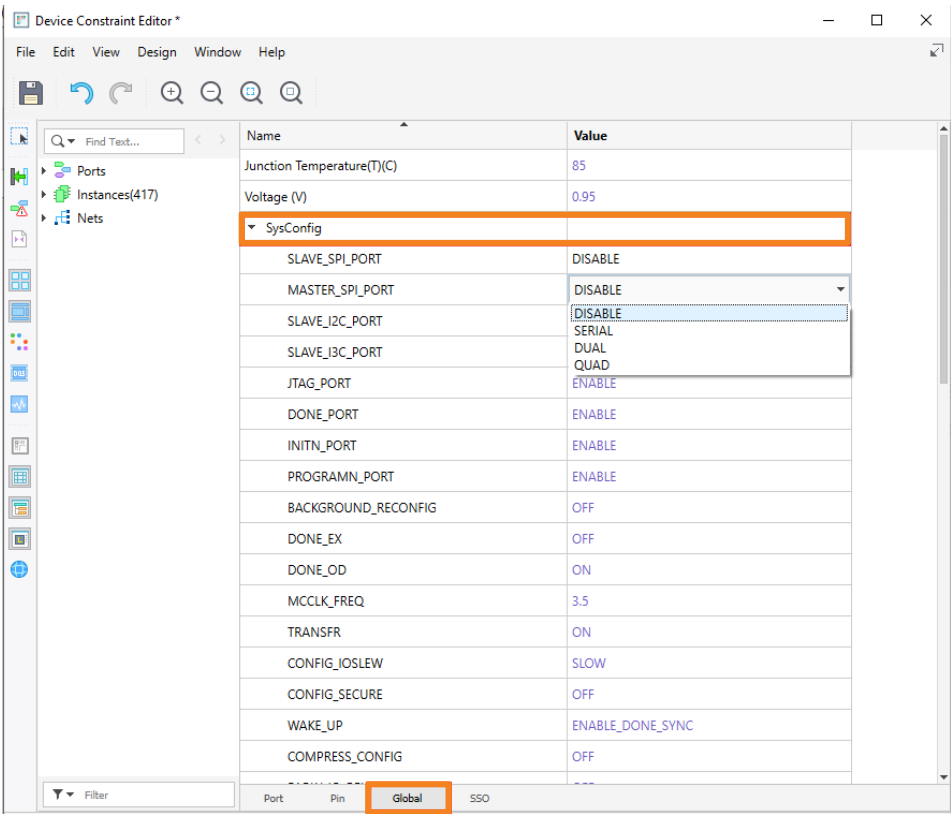 Device Constraint Editor *
File Edit View Design Window Help
Find Text...
Ports
Instances(417)
Nets
Name Value
Junction Temperature(T)(C) 85
Voltage (V) 0.95
SysConfig
SLAVE_SPI_PORT DISABLE
MASTER_SPI_PORT DISABLE
DISABLE
SERIAL
DUAL
QUAD
SLAVE_I2C_PORT
SLAVE_I3C_PORT
JTAG_PORT ENABLE
DONE_PORT ENABLE
INITN_PORT ENABLE
PROGRAMN_PORT ENABLE
BACKGROUND_RECONFIG OFF
DONE_EX OFF
DONE_OD ON
MCCLK_FREQ 3.5
TRANSFR ON
CONFIG_IOSLEW SLOW
CONFIG_SECURE OFF
WAKE_UP ENABLE_DONE_SYNC
COMPRESS_CONFIG OFF
Filter
Port Pin Global SSO